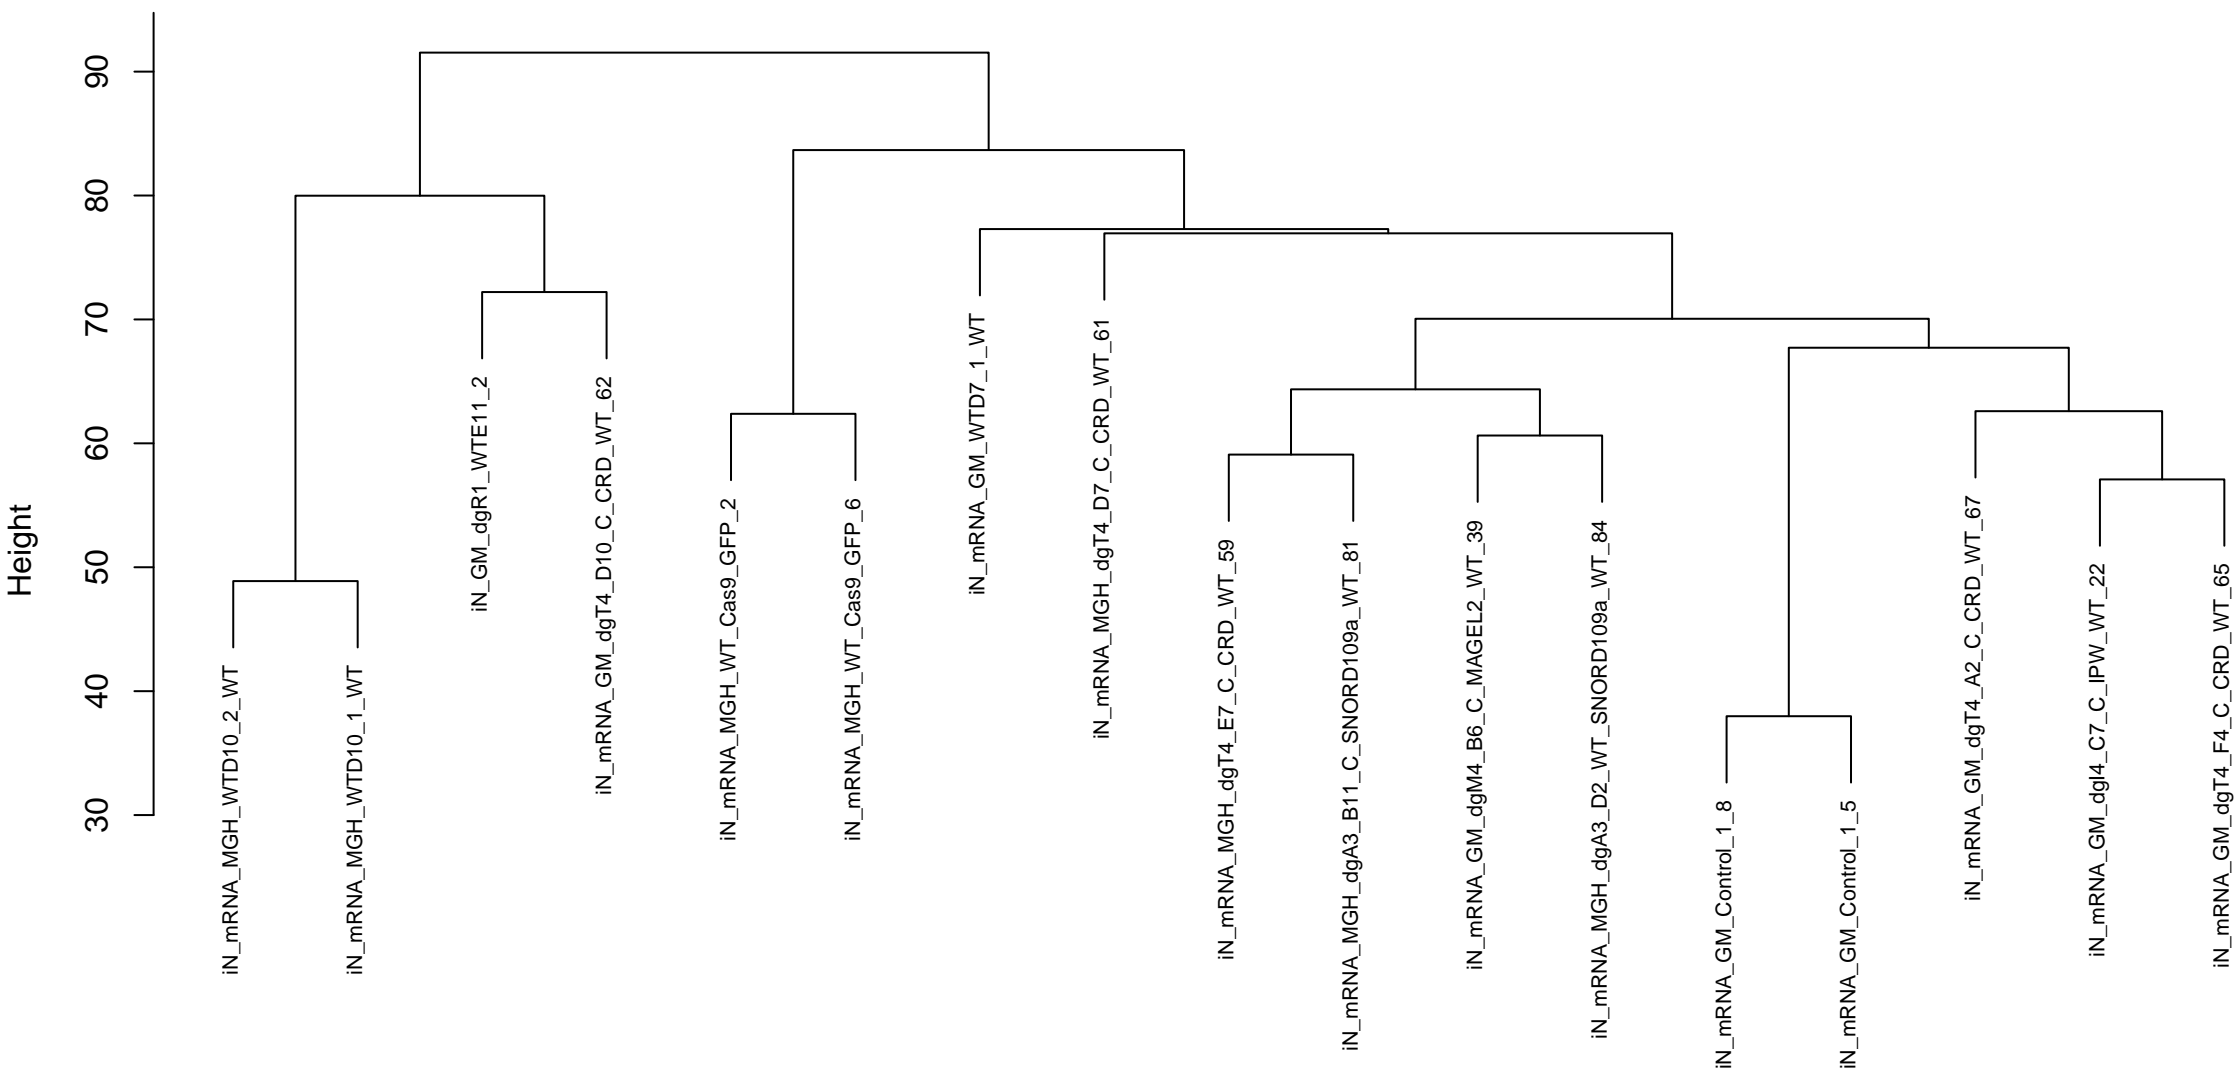 Height
90
80
70
60
50
40
30
iN_mRNA_MGH_WTD10_2_WT
iN_mRNA_MGH_WTD10_1_WT
iN_GM_dgR1_WTE11_2
iN_mRNA_GM_dgT4_D10_C_CRD_WT_62
iN_mRNA_MGH_WT_Cas9_GFP_2
iN_mRNA_MGH_WT_Cas9_GFP_6
iN_mRNA_GM_WTD7_1_WT
iN_mRNA_MGH_dgT4_D7_C_CRD_WT_61
iN_mRNA_MGH_dgT4_E7_C_CRD_WT_59
iN_mRNA_MGH_dgA3_B11_C_SNORD109a_WT_81
iN_mRNA_GM_dgM4_B6_C_MAGEL2_WT_39
iN_mRNA_MGH_dgA3_D2_WT_SNORD109a_WT_84
iN_mRNA_GM_Control_1_8
iN_mRNA_GM_Control_1_5
iN_mRNA_GM_dgT4_A2_C_CRD_WT_67
iN_mRNA_GM_dgI4_C7_C_IPW_WT_22
iN_mRNA_GM_dgT4_F4_C_CRD_WT_65